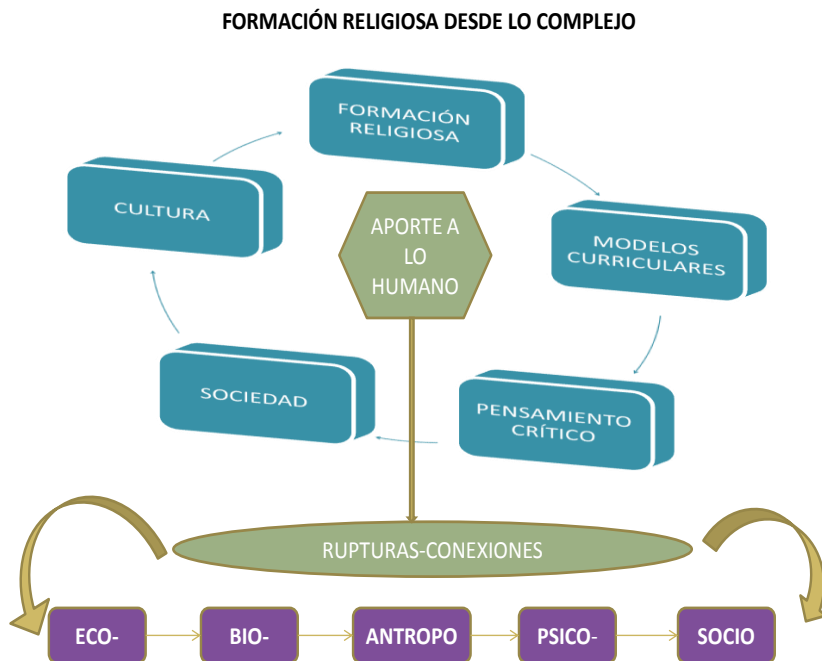 FORMACIÓN RELIGIOSA DESDE LO COMPLEJO
FORMACIÓN
RELIGIOSA
CULTURA
APORTE A
LO
HUMANO
MODELOS
CURRICULARES
SOCIEDAD
PENSAMIENTO
CRÍTICO
RUPTURAS-CONEXIONES
ECO-
BIO-
ANTROPO
PSICO-
SOCIO